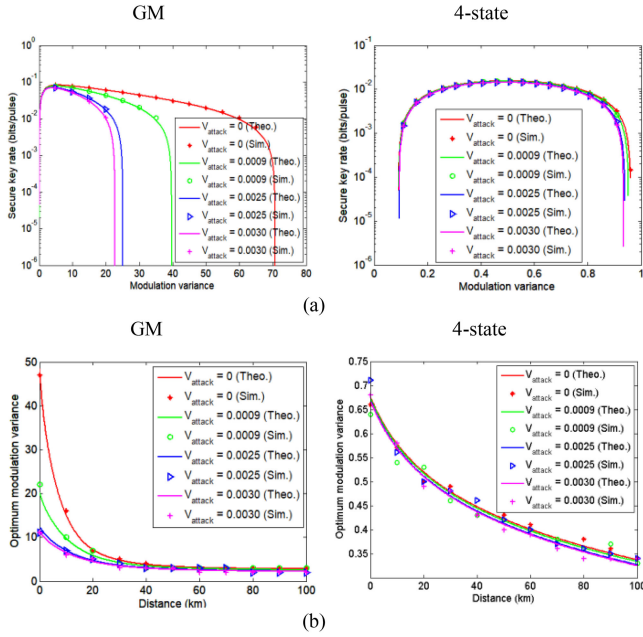 GM
4-state
Secure key rate (bits/pulse)
10^0
10^-1
10^-2
10^-3
10^-4
10^-5
10^-6
V_attack = 0 (Theo.)
V_attack = 0 (Sim.)
V_attack = 0.0009 (Theo.)
V_attack = 0.0009 (Sim.)
V_attack = 0.0025 (Theo.)
V_attack = 0.0025 (Sim.)
V_attack = 0.0030 (Theo.)
V_attack = 0.0030 (Sim.)
0 10 20 30 40 50 60 70 80
Modulation variance
Secure key rate (bits/pulse)
10^0
10^-1
10^-2
10^-3
10^-4
10^-5
10^-6
V_attack = 0 (Theo.)
V_attack = 0 (Sim.)
V_attack = 0.0009 (Theo.)
V_attack = 0.0009 (Sim.)
V_attack = 0.0025 (Theo.)
V_attack = 0.0025 (Sim.)
V_attack = 0.0030 (Theo.)
V_attack = 0.0030 (Sim.)
0 0.2 0.4 0.6 0.8 1
Modulation variance
(a)
GM
4-state
Optimum modulation variance
50
40
30
20
10
0
V_attack = 0 (Theo.)
V_attack = 0 (Sim.)
V_attack = 0.0009 (Theo.)
V_attack = 0.0009 (Sim.)
V_attack = 0.0025 (Theo.)
V_attack = 0.0025 (Sim.)
V_attack = 0.0030 (Theo.)
V_attack = 0.0030 (Sim.)
0 20 40 60 80 100
Distance (km)
Optimum modulation variance
0.75
0.7
0.65
0.6
0.55
0.5
0.45
0.4
0.35
V_attack = 0 (Theo.)
V_attack = 0 (Sim.)
V_attack = 0.0009 (Theo.)
V_attack = 0.0009 (Sim.)
V_attack = 0.0025 (Theo.)
V_attack = 0.0025 (Sim.)
V_attack = 0.0030 (Theo.)
V_attack = 0.0030 (Sim.)
0 20 40 60 80 100
Distance (km)
(b)